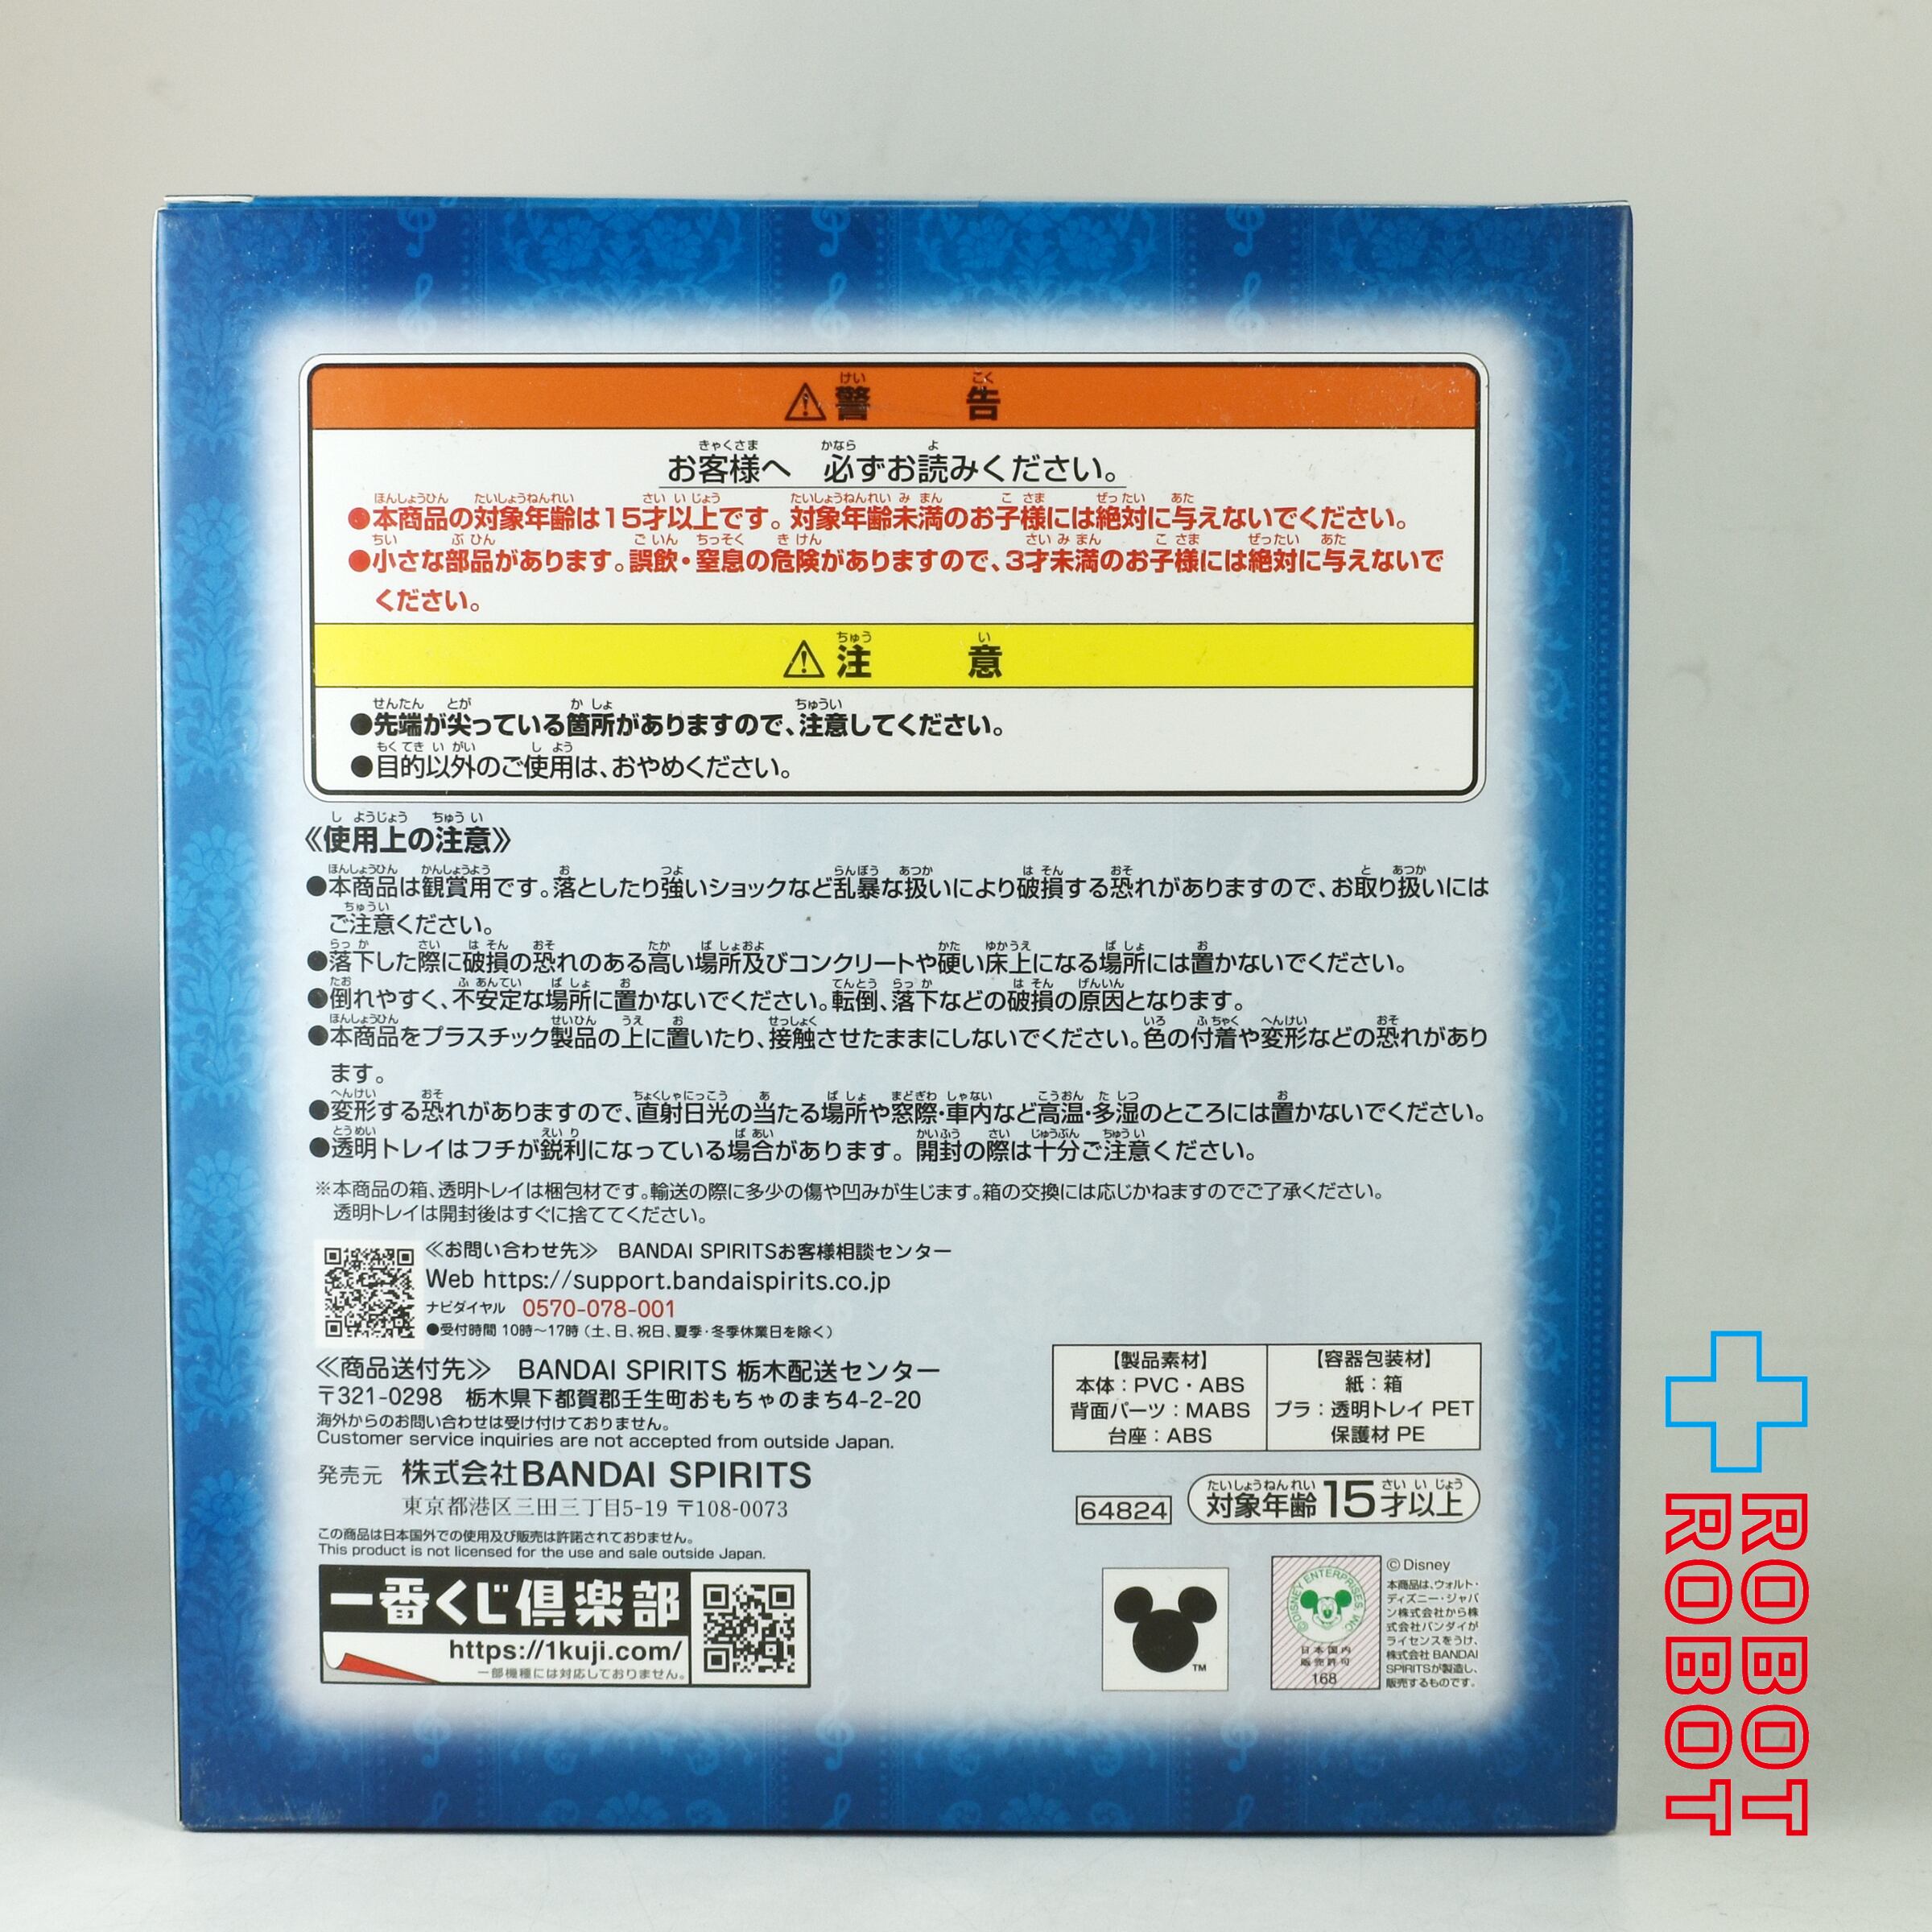 ⚠警告
お客様へ 必ずお読みください。
●本商品の対象年齢は15才以上です。対象年齢未満のお子様には絶対に与えないでください。
●小さな部品があります。誤飲・窒息の危険がありますので、3才未満のお子様には絶対に与えないで
ください。
⚠注意
●先端が尖っている箇所がありますので、注意してください。
●目的以外のご使用は、おやめください。
《使用上の注意》
●本商品は観賞用です。落としたり強いショックなど乱暴な扱いにより破損する恐れがありますので、お取り扱いには
ご注意ください。
●落下した際に破損の恐れのある高い場所及びコンクリートや硬い床上になる場所には置かないでください。
●倒れやすく、不安定な場所に置かないでください。転倒、落下などの破損の原因となります。
●本商品をプラスチック製品の上に置いたり、接触させたままにしないでください。色の付着や変形などの恐れがあり
ます。
●変形する恐れがありますので、直射日光の当たる場所や窓際・車内など高温・多湿のところには置かないでください。
●透明トレイはフチが鋭利になっている場合があります。開封の際は十分ご注意ください。
※本商品の箱、透明トレイは梱包材です。輸送の際に多少の傷や凹みが生じます。箱の交換には応じかねますのでご了承ください。
透明トレイは開封後はすぐに捨ててください。
≪お問い合わせ先≫ BANDAI SPIRITSお客様相談センター
Web https://support.bandaispirits.co.jp
ナビダイヤル 0570-078-001
●受付時間 10時〜17時（土、日、祝日、夏季・冬季休業日を除く）
≪商品送付先≫ BANDAI SPIRITS 栃木配送センター
〒321-0298 栃木県下都賀郡壬生町おもちゃのまち4-2-20
海外からのお問い合わせは受け付けておりません。
Customer service inquiries are not accepted from outside Japan.
発売元 株式会社BANDAI SPIRITS
東京都港区三田三丁目5-19 〒108-0073
この商品は日本国外での使用及び販売は許諾されておりません。
This product is not licensed for the use and sale outside Japan.
一番くじ倶楽部
https://1kuji.com/
一部機種には対応しておりません。
【製品素材】
本体：PVC・ABS
背面パーツ：MABS
台座：ABS
【容器包装材】
紙：箱
プラ：透明トレイ PET
保護材 PE
64824
対象年齢15才以上
TM
©DISNEY ENTERPRISES, INC
日本国内
販売許可
168
©Disney
本商品は、ウォルト・
ディズニー・ジャパ
ン株式会社から株
式会社バンダイが
ライセンスをうけ、
株式会社 BANDAI
SPIRITSが製造し、
販売するものです。
ROBOT
ROBOT